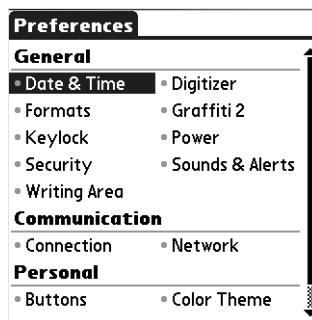 Preferences
General
Date & Time
Digitizer
Formats
Graffiti 2
Keylock
Power
Security
Sounds & Alerts
Writing Area
Communication
Connection
Network
Personal
Buttons
Color Theme